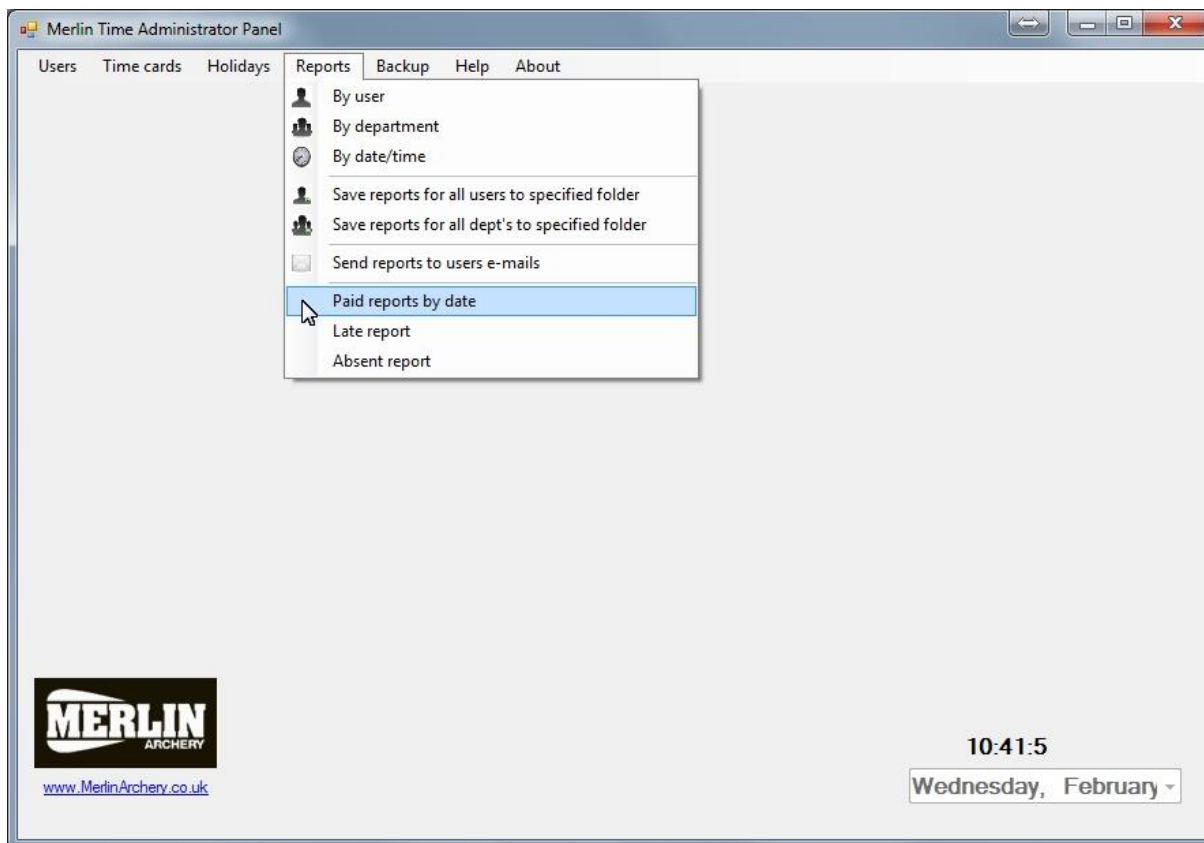 Merlin Time Administrator Panel
Users Time cards Holidays Reports Backup Help About
By user
By department
By date/time
Save reports for all users to specified folder
Save reports for all dept's to specified folder
Send reports to users e-mails
Paid reports by date
Late report
Absent report
MERLIN
ARCHERY
www.MerlinArchery.co.uk
10:41:5
Wednesday, February